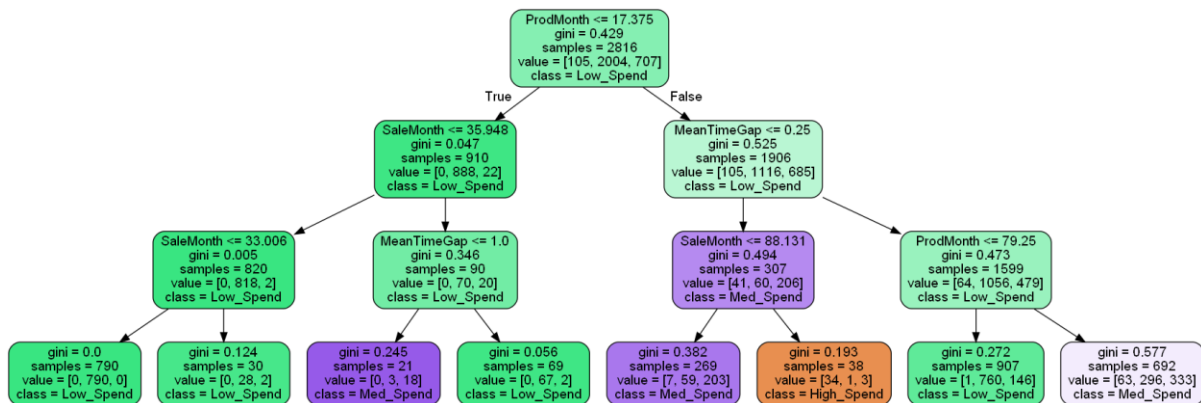 ProdMonth <= 17.375
gini = 0.429
samples = 2816
value = [105, 2004, 707]
class = Low_Spend
True
False
SaleMonth <= 35.948
gini = 0.047
samples = 910
value = [0, 888, 22]
class = Low_Spend
MeanTimeGap <= 0.25
gini = 0.525
samples = 1906
value = [105, 1116, 685]
class = Low_Spend
SaleMonth <= 33.006
gini = 0.005
samples = 820
value = [0, 818, 2]
class = Low_Spend
MeanTimeGap <= 1.0
gini = 0.346
samples = 90
value = [0, 70, 20]
class = Low_Spend
SaleMonth <= 88.131
gini = 0.494
samples = 307
value = [41, 60, 206]
class = Med_Spend
ProdMonth <= 79.25
gini = 0.473
samples = 1599
value = [64, 1056, 479]
class = Low_Spend
gini = 0.0
samples = 790
value = [0, 790, 0]
class = Low_Spend
gini = 0.124
samples = 30
value = [0, 28, 2]
class = Low_Spend
gini = 0.245
samples = 21
value = [0, 3, 18]
class = Med_Spend
gini = 0.056
samples = 69
value = [0, 67, 2]
class = Low_Spend
gini = 0.382
samples = 269
value = [7, 59, 203]
class = Med_Spend
gini = 0.193
samples = 38
value = [34, 1, 3]
class = High_Spend
gini = 0.272
samples = 907
value = [1, 760, 146]
class = Low_Spend
gini = 0.577
samples = 692
value = [63, 296, 333]
class = Med_Spend